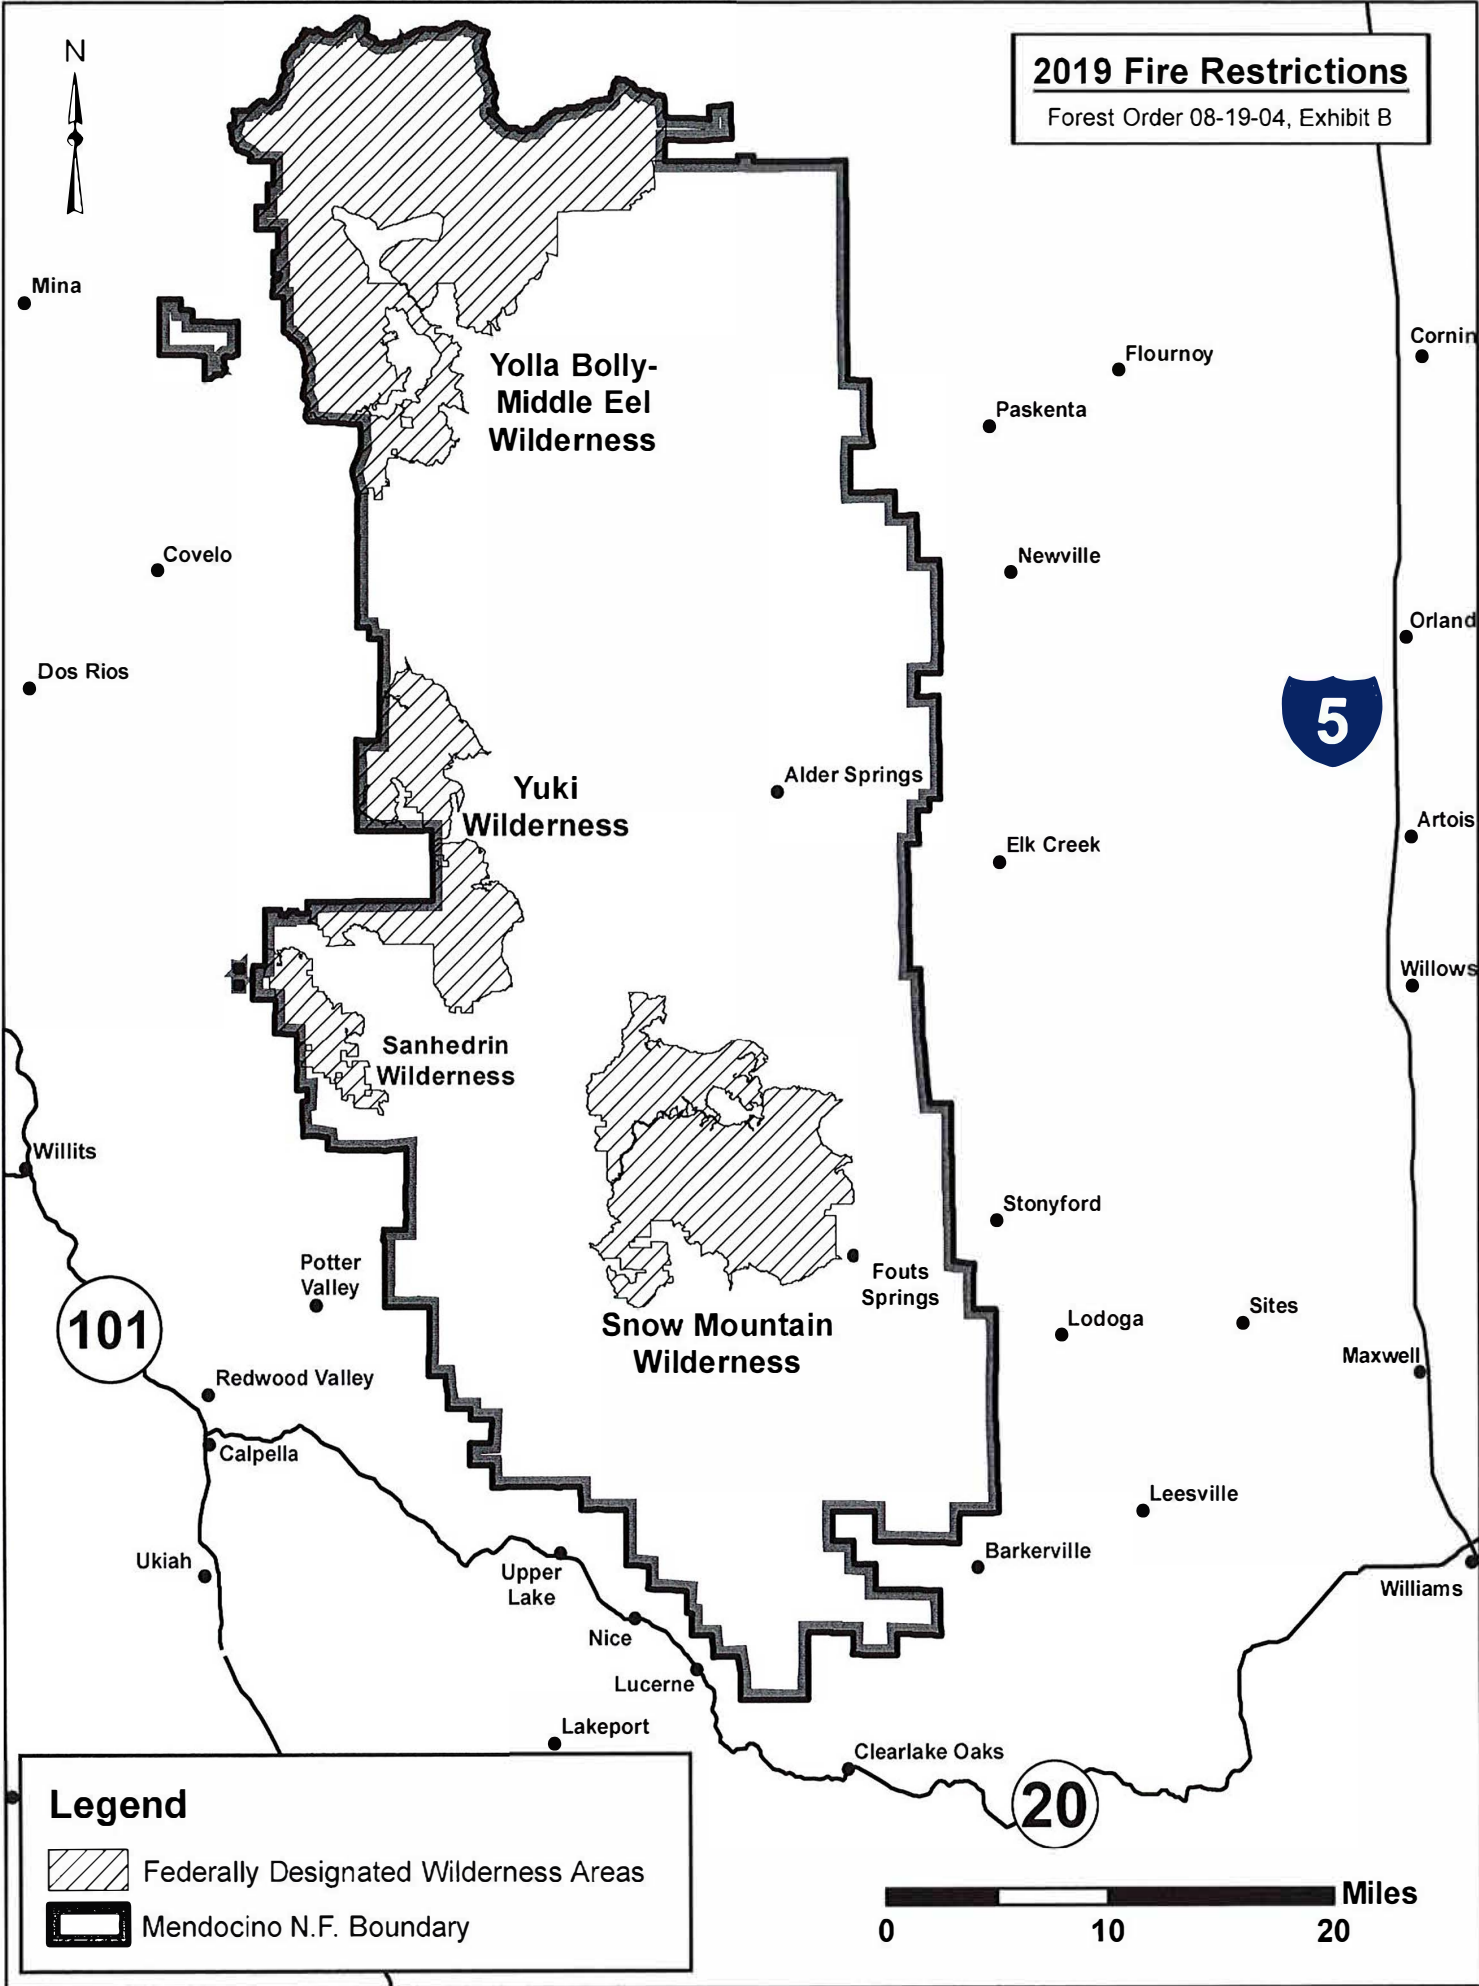 N
2019 Fire Restrictions
Forest Order 08-19-04, Exhibit B
Mina
Cornin
Flournoy
Yolla Bolly-
Middle Eel
Wilderness
Paskenta
Covelo
Newville
Orland
Dos Rios
5
Alder Springs
Yuki
Wilderness
Artois
Elk Creek
Willows
Sanhedrin
Wilderness
Willits
Stonyford
Potter
Valley
Fouts
Springs
Sites
Lodoga
101
Snow Mountain
Wilderness
Maxwell
Redwood Valley
Calpella
Leesville
Barkerville
Ukiah
Upper
Lake
Williams
Nice
Lucerne
Lakeport
Clearlake Oaks
20
Legend
Federally Designated Wilderness Areas
Mendocino N.F. Boundary
Miles
0 10 20